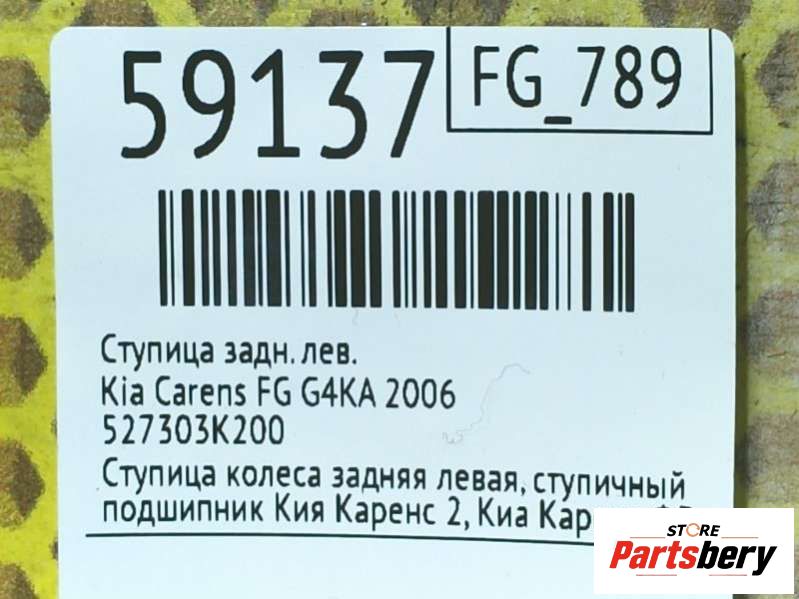 59137
FG_789
Ступица задн. лев.
Kia Carens FG G4KA 2006
527303K200
Ступица колеса задняя левая, ступичный
подшипник Кия Каренс 2, Киа
STORE
Partsbery